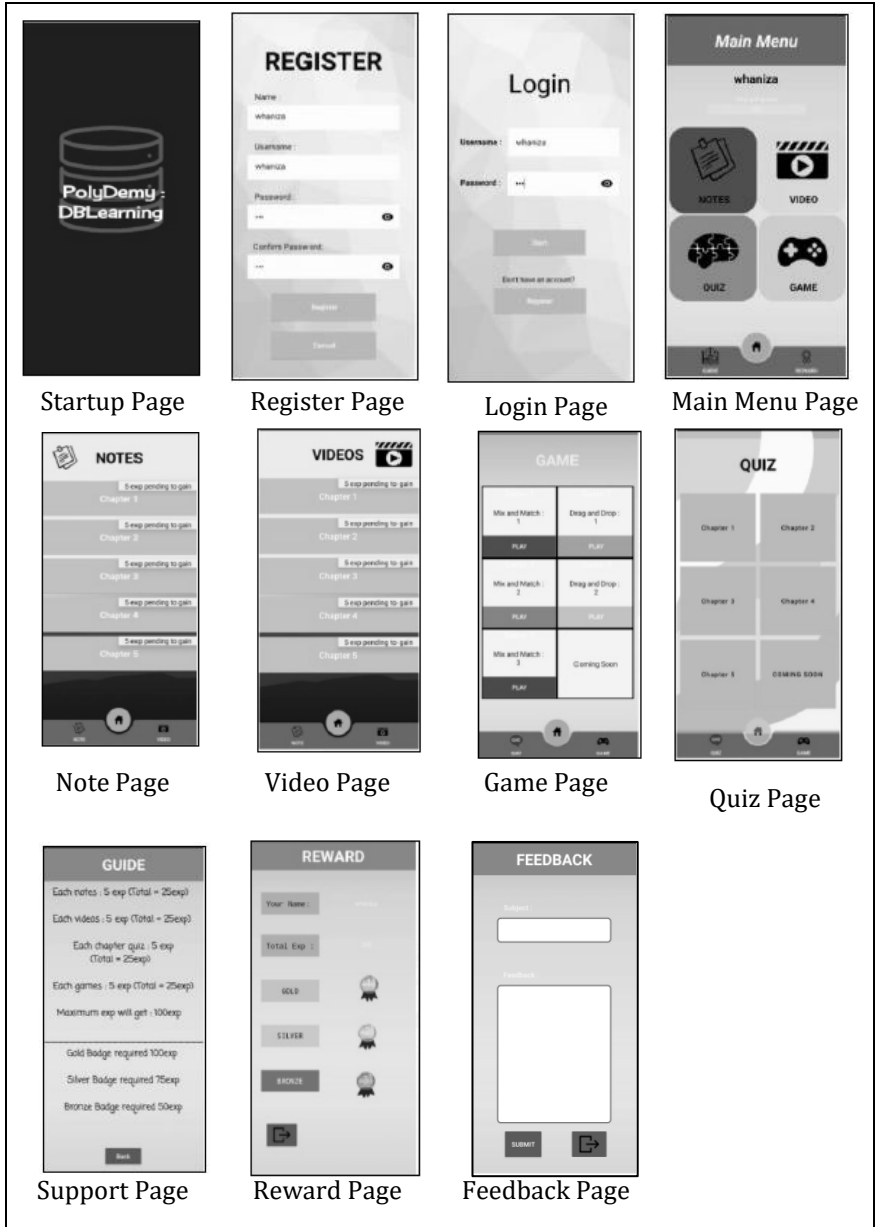 PolyDemy :
DBLearning
Startup Page
REGISTER
Name :
whaniza
Username :
whaniza
Password :
...
Confirm Password:
...
Register
Cancel
Register Page
Login
Username : whaniza
Password : ...
Start
Don't have an account?
Register
Login Page
Main Menu
whaniza
NOTES
VIDEO
QUIZ
GAME
GUIDE
REWARD
Main Menu Page
NOTES
5 exp pending to gain
Chapter 1
5 exp pending to gain
Chapter 2
5 exp pending to gain
Chapter 3
5 exp pending to gain
Chapter 4
5 exp pending to gain
Chapter 5
NOTE
VIDEO
Note Page
VIDEOS
5 exp pending to gain
Chapter 1
5 exp pending to gain
Chapter 2
5 exp pending to gain
Chapter 3
5 exp pending to gain
Chapter 4
5 exp pending to gain
Chapter 5
NOTE
VIDEO
Video Page
GAME
Mix and Match :
1
PLAY
Drag and Drop :
1
PLAY
Mix and Match :
2
PLAY
Drag and Drop :
2
PLAY
Mix and Match :
3
PLAY
Coming Soon
QUIZ
GAME
Game Page
QUIZ
Chapter 1
Chapter 2
Chapter 3
Chapter 4
Chapter 5
COMING SOON
QUIZ
GAME
Quiz Page
GUIDE
Each notes : 5 exp (Total = 25exp)
Each videos : 5 exp (Total = 25exp)
Each chapter quiz : 5 exp
(Total = 25exp)
Each games : 5 exp (Total = 25exp)
Maximum exp will get : 100exp
Gold Badge required 100exp
Silver Badge required 75exp
Bronze Badge required 50exp
Back
Support Page
REWARD
Your Name :
Total Exp :
GOLD
SILVER
BRONZE
Reward Page
FEEDBACK
Subject
Feedback
SUBMIT
Feedback Page